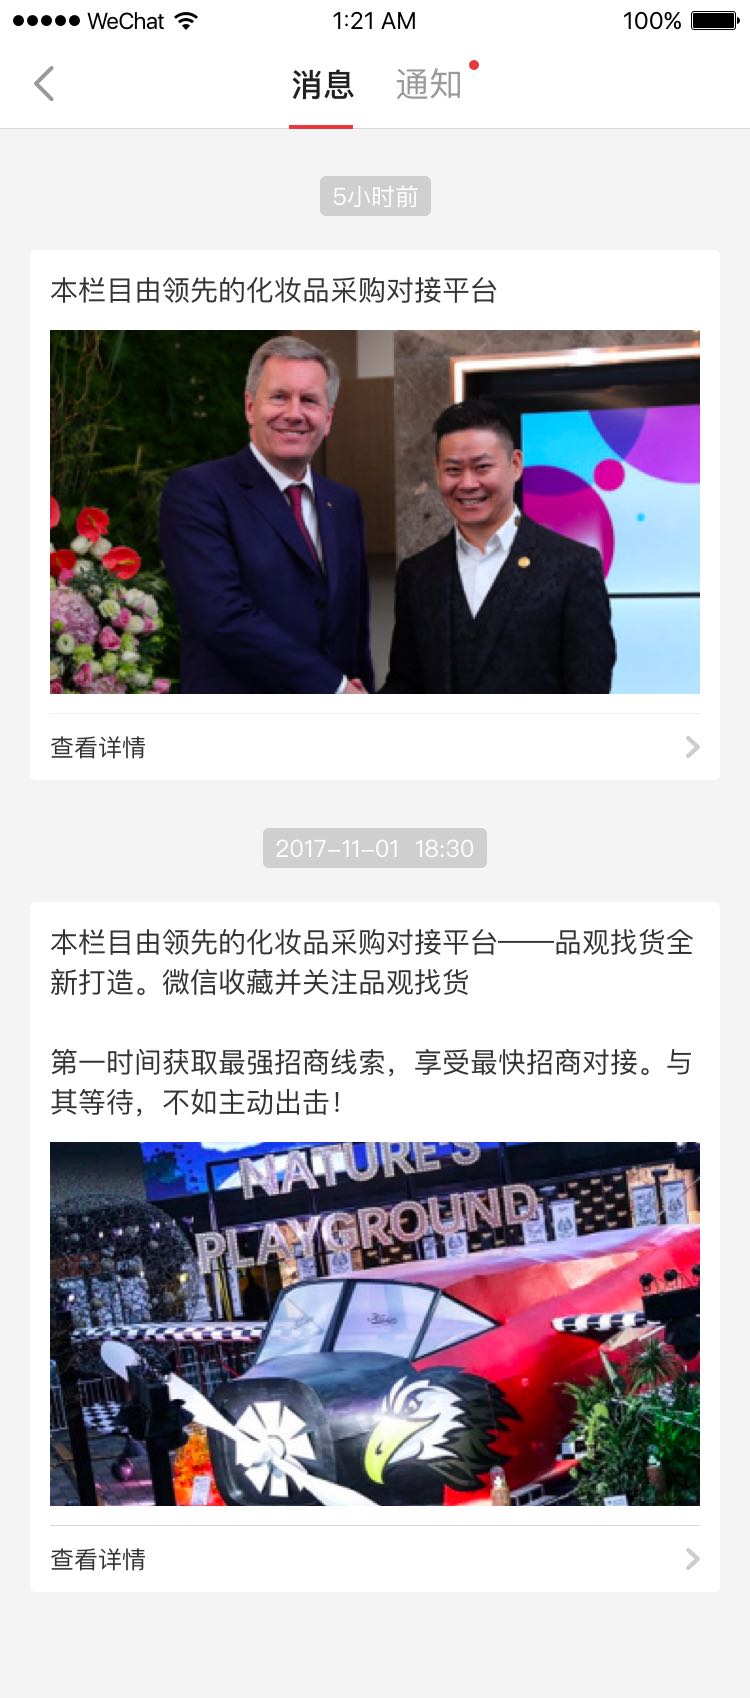 WeChat 1:21 AM 100%
消息 通知
5小时前
本栏目由领先的化妆品采购对接平台
查看详情
2017-11-01 18:30
本栏目由领先的化妆品采购对接平台——品观找货全
新打造。微信收藏并关注品观找货
第一时间获取最强招商线索，享受最快招商对接。与
其等待，不如主动出击！
NATURE'S
PLAYGROUND
查看详情